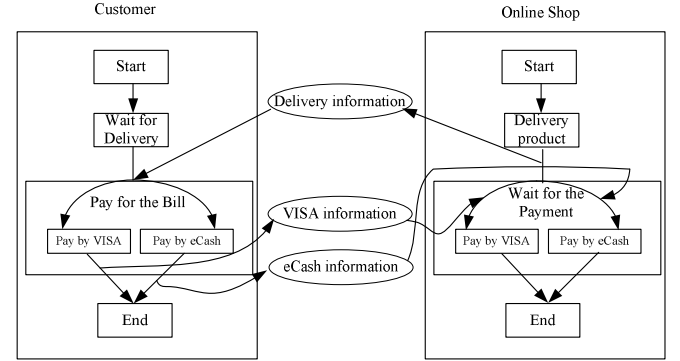 Customer
Online Shop
Start
Wait for
Delivery
Pay for the Bill
Pay by VISA
Pay by eCash
End
Delivery information
VISA information
eCash information
Start
Delivery
product
Wait for the
Payment
Pay by VISA
Pay by eCash
End